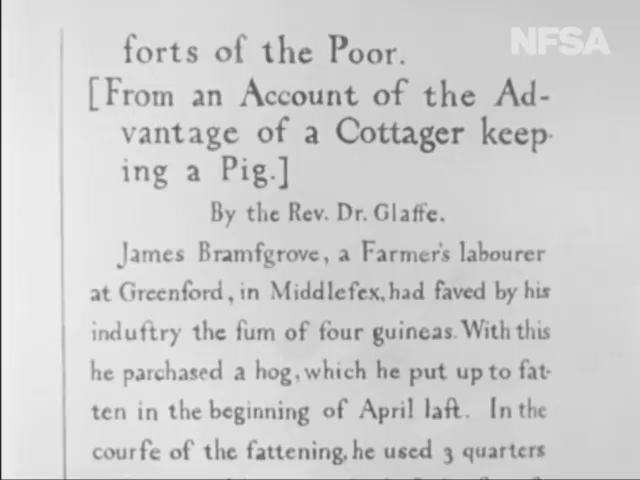 NFSA
forts of the Poor.
[From an Account of the Ad-
vantage of a Cottager keep-
ing a Pig.]
By the Rev. Dr. Glaffe.
James Bramfgrove, a Farmer's labourer
at Greenford, in Middlefex, had faved by his
induftry the fum of four guineas. With this
he parchased a hog, which he put up to fat-
ten in the beginning of April laft. In the
courfe of the fattening, he used 3 quarters